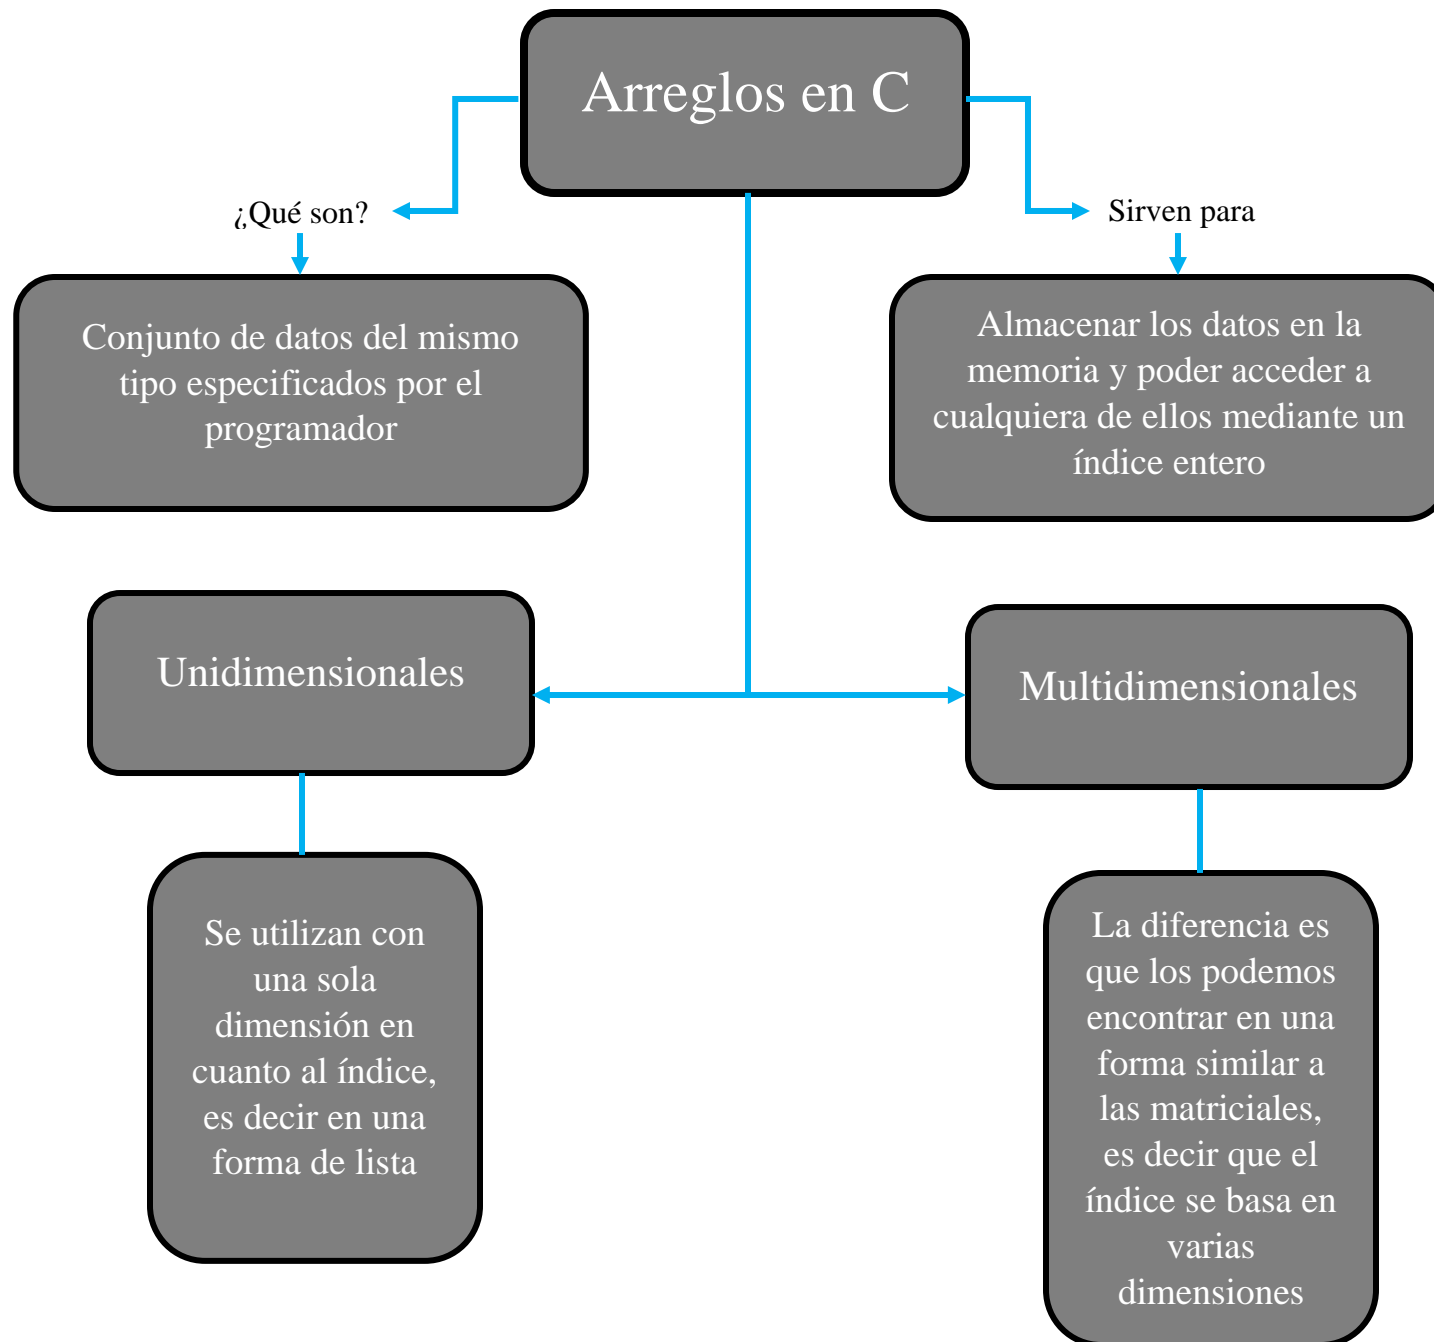 Arreglos en C
¿Qué son?
Sirven para
Conjunto de datos del mismo
tipo especificados por el
programador
Almacenar los datos en la
memoria y poder acceder a
cualquiera de ellos mediante un
índice entero
Unidimensionales
Multidimensionales
Se utilizan con
una sola
dimensión en
cuanto al índice,
es decir en una
forma de lista
La diferencia es
que los podemos
encontrar en una
forma similar a
las matriciales,
es decir que el
índice se basa en
varias
dimensiones